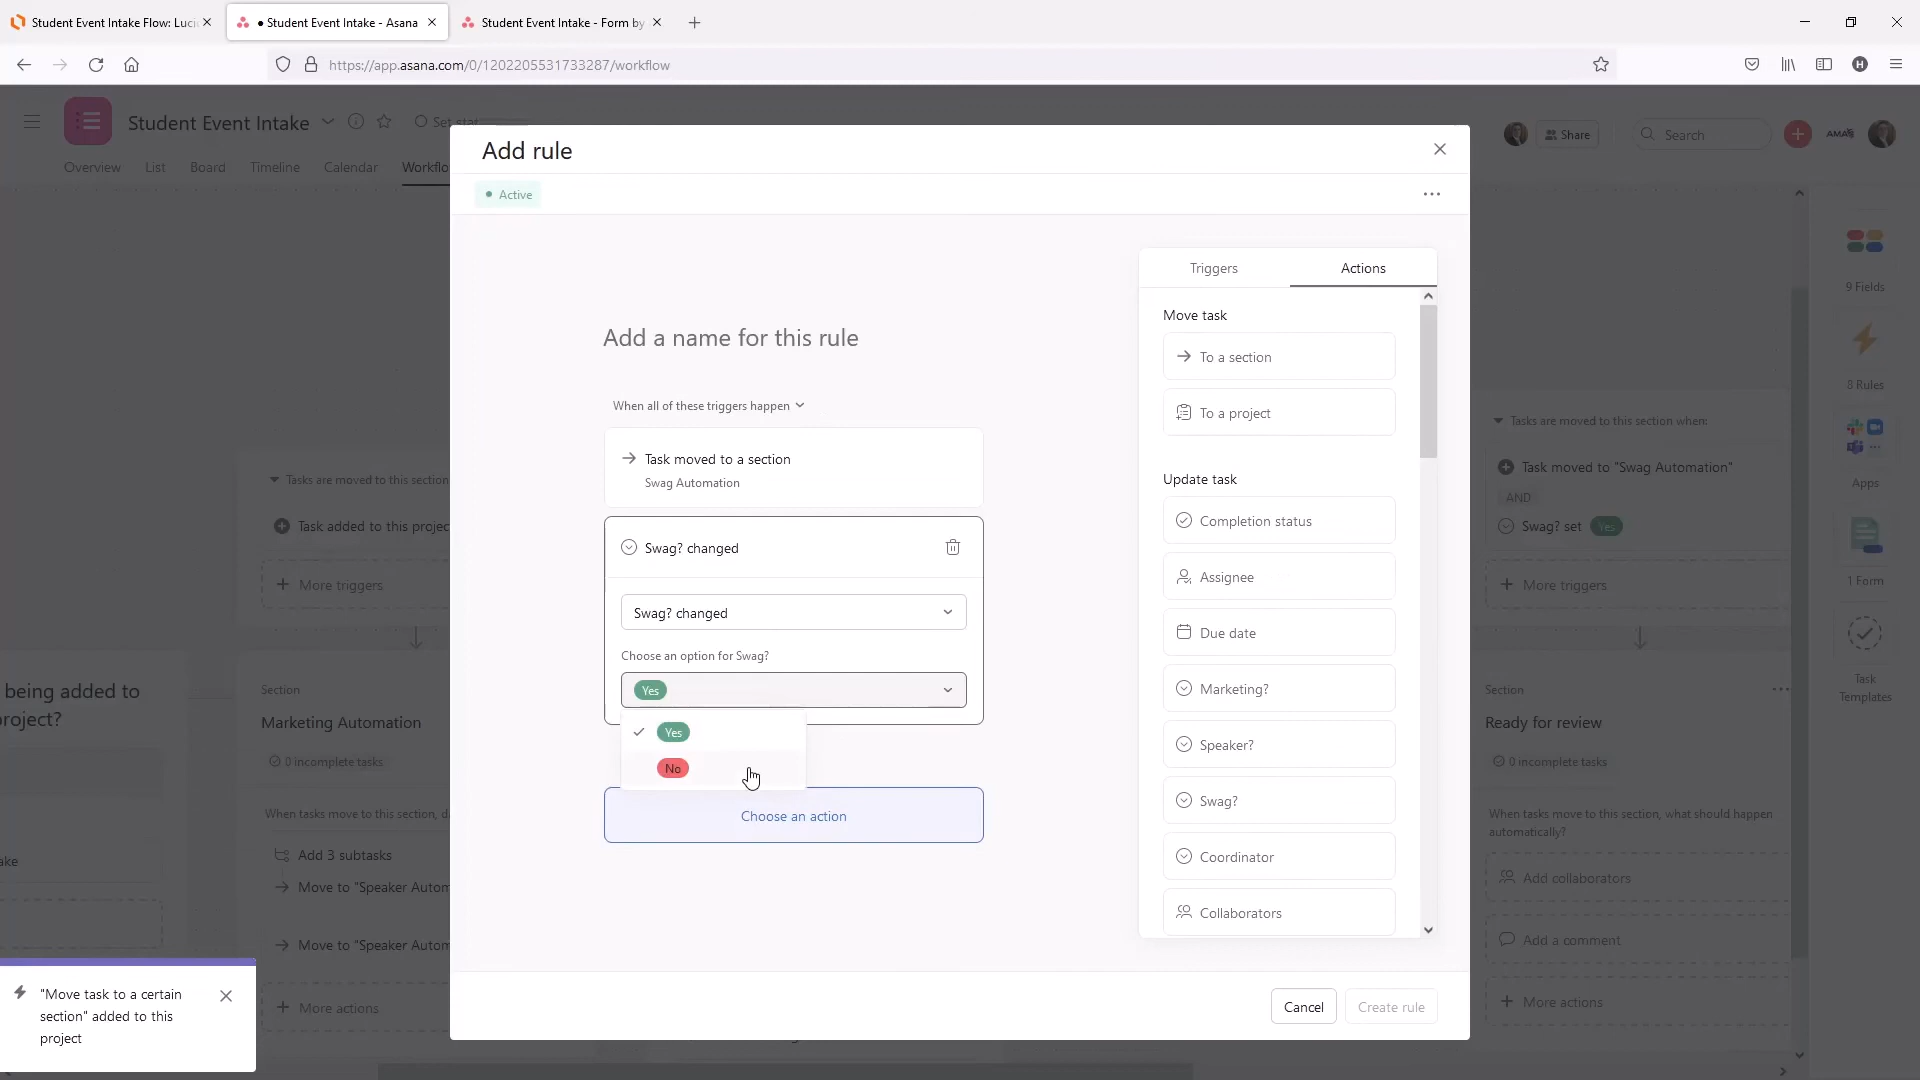 Student Event Intake Flow: Luci
• Student Event Intake - Asana
Student Event Intake - Form by
https://app.asana.com/0/1202205531733287/workflow
H
Student Event Intake
Set stat
Share
Search
Overview
List
Board
Timeline
Calendar
Workflo
Add rule
Active
Triggers
Actions
Add a name for this rule
When all of these triggers happen
Task moved to a section
Swag Automation
Swag? changed
Swag? changed
Choose an option for Swag?
Yes
Yes
No
Choose an action
Move task
To a section
To a project
Update task
Completion status
Assignee
Due date
Marketing?
Speaker?
Swag?
Coordinator
Collaborators
Cancel
Create rule
Tasks are moved to this section
Task added to this projec
More triggers
being added to
roject?
ake
Section
Marketing Automation
0 incomplete tasks
When tasks move to this section, d
Add 3 subtasks
Move to "Speaker Autom
Move to "Speaker Autom
More actions
Tasks are moved to this section when:
Task moved to "Swag Automation"
AND
Swag? set Yes
More triggers
Section
Ready for review
0 incomplete tasks
When tasks move to this section, what should happen
automatically?
Add collaborators
Add a comment
More actions
9 Fields
8 Rules
Apps
1 Form
Task
Templates
"Move task to a certain
section" added to this
project